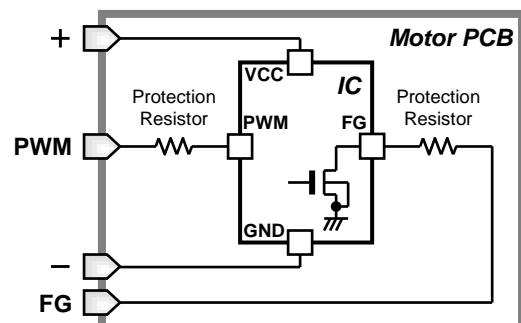 +
Motor PCB
VCC
IC
Protection
Resistor
Protection
Resistor
PWM
PWM
FG
GND
−
FG